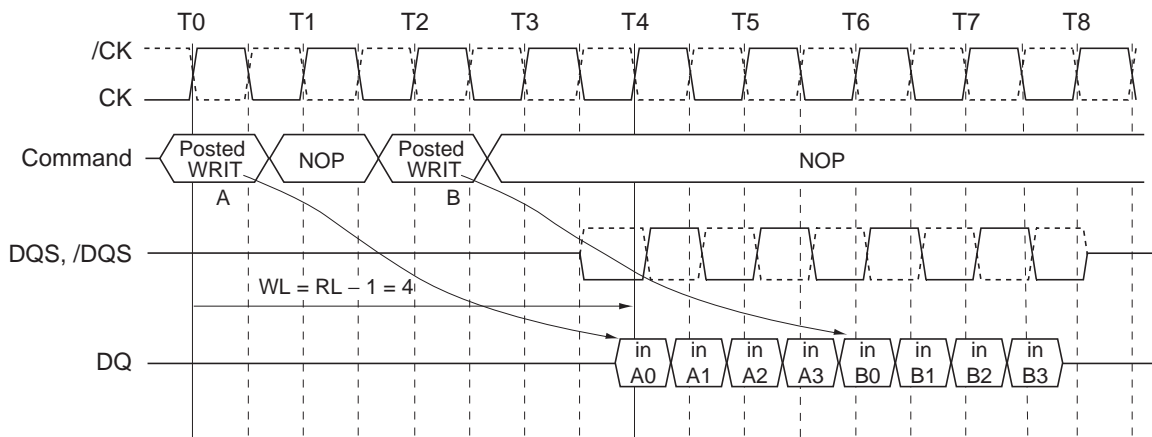 T0 T1 T2 T3 T4 T5 T6 T7 T8
/CK
CK
Command
Posted
WRIT
A
NOP
Posted
WRIT
B
NOP
DQS, /DQS
WL = RL − 1 = 4
DQ
in
A0
in
A1
in
A2
in
A3
in
B0
in
B1
in
B2
in
B3